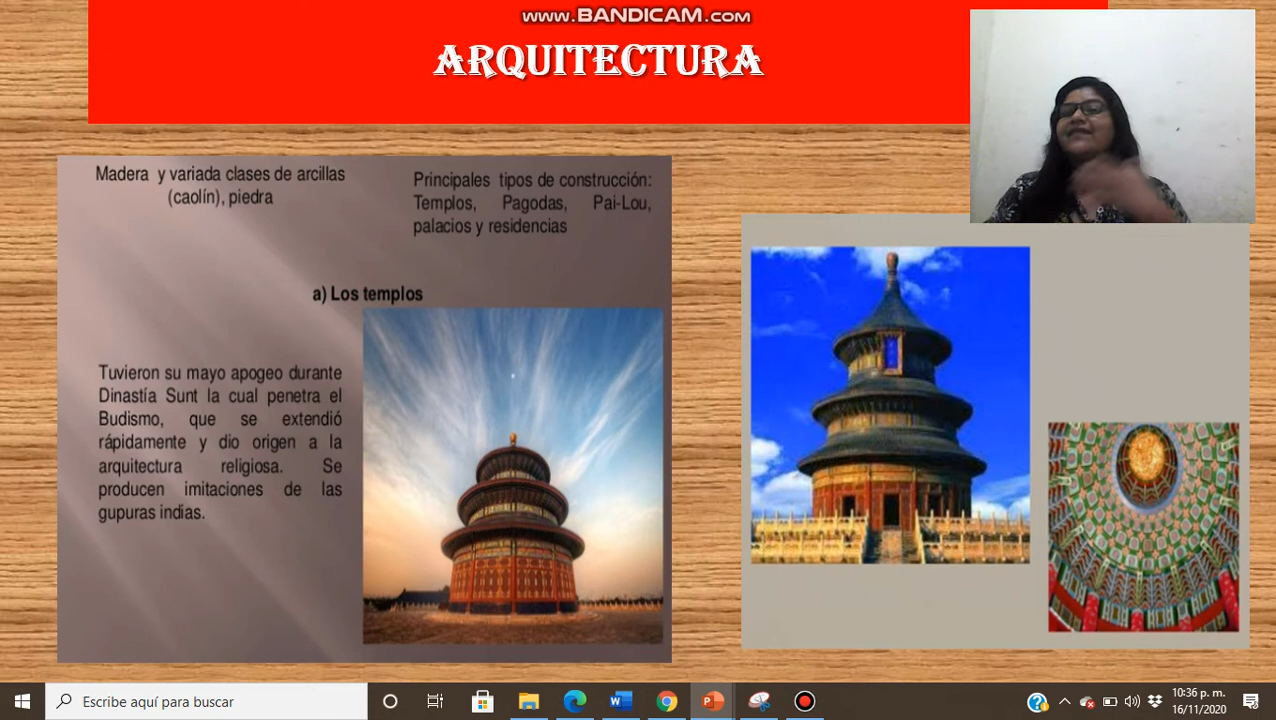 www.BANDICAM.com
ARQUITECTURA
Madera y variada clases de arcillas
(caolín), piedra
Principales tipos de construcción:
Templos, Pagodas, Pai-Lou,
palacios y residencias
a) Los templos
Tuvieron su mayo apogeo durante
Dinastía Sunt la cual penetra el
Budismo, que se extendió
rápidamente y dio origen a la
arquitectura religiosa. Se
producen imitaciones de las
gupuras indias.
Escribe aquí para buscar
10:36 p. m.
16/11/2020